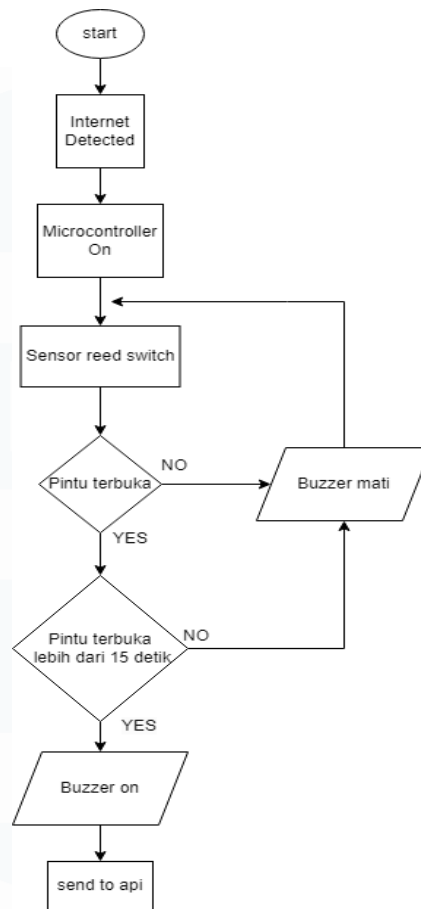 start
Internet
Detected
Microcontroller
On
Sensor reed switch
Pintu terbuka
NO
Buzzer mati
YES
Pintu terbuka
lebih dari 15 detik
NO
YES
Buzzer on
send to api